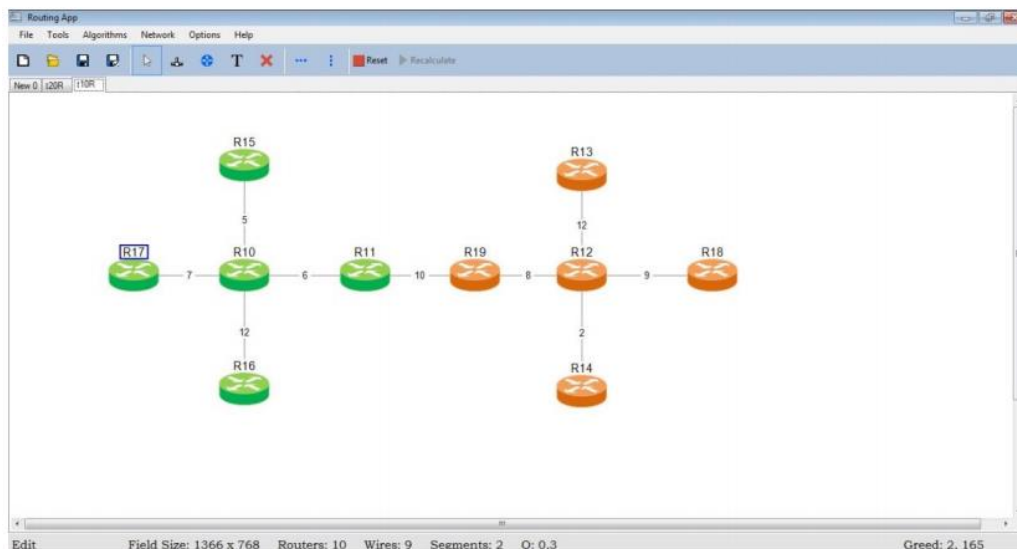 Routing App
File Tools Algorithms Network Options Help
T Reset Recalculate
New 0 t20R t10R
R15
R13
5
12
R17 R10 R11 R19 R12 R18
7 6 10 8 9
12
2
R16
R14
Edit Field Size: 1366 x 768 Routers: 10 Wires: 9 Segments: 2 Q: 0.3 Greed: 2, 165